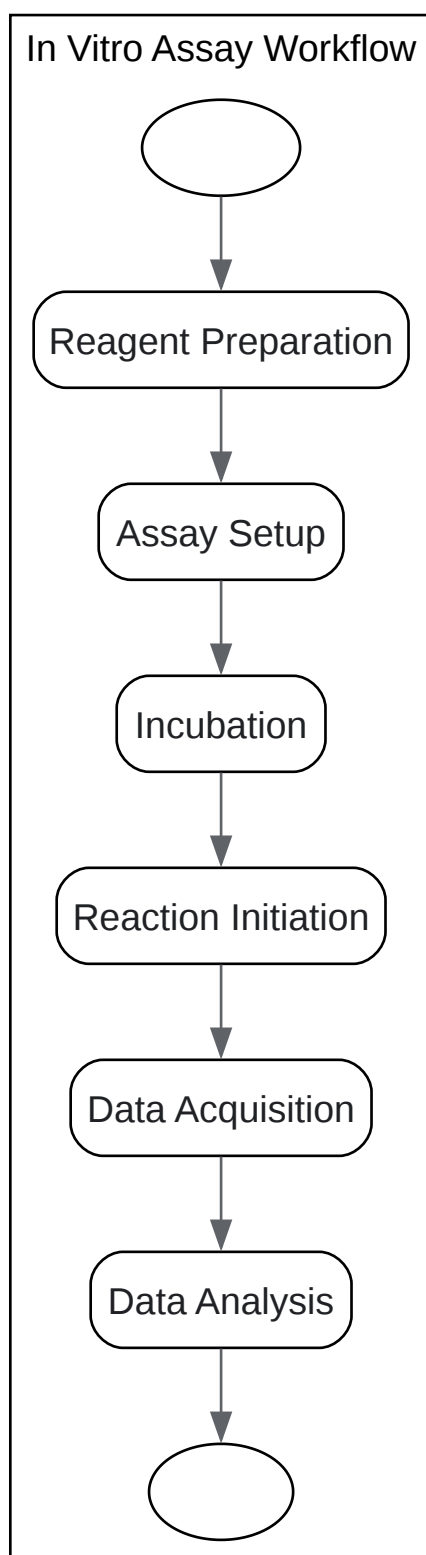 In Vitro Assay Workflow
Reagent Preparation
Assay Setup
Incubation
Reaction Initiation
Data Acquisition
Data Analysis